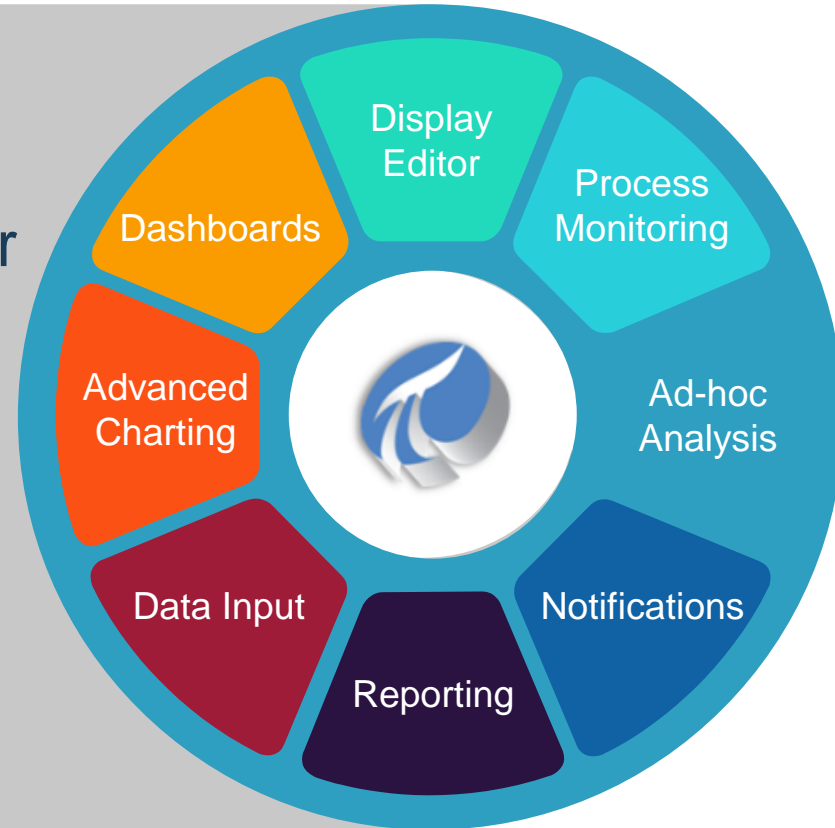 Display
Editor
Process
Monitoring
Dashboards
r
Advanced
Charting
Ad-hoc
Analysis
Data Input
Notifications
Reporting